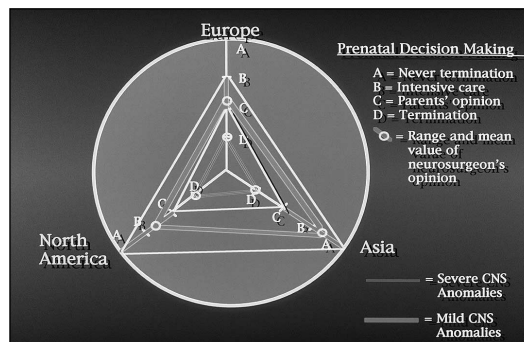 Europe
A
B
C
D
Prenatal Decision Making
A = Never termination
B = Intensive care
C = Parents' opinion
D = Termination
= Range and mean
value of
neurosurgeon's
opinion
D
C
B
A
North
America
D
C
B
A
Asia
= Severe CNS
Anomalies
= Mild CNS
Anomalies